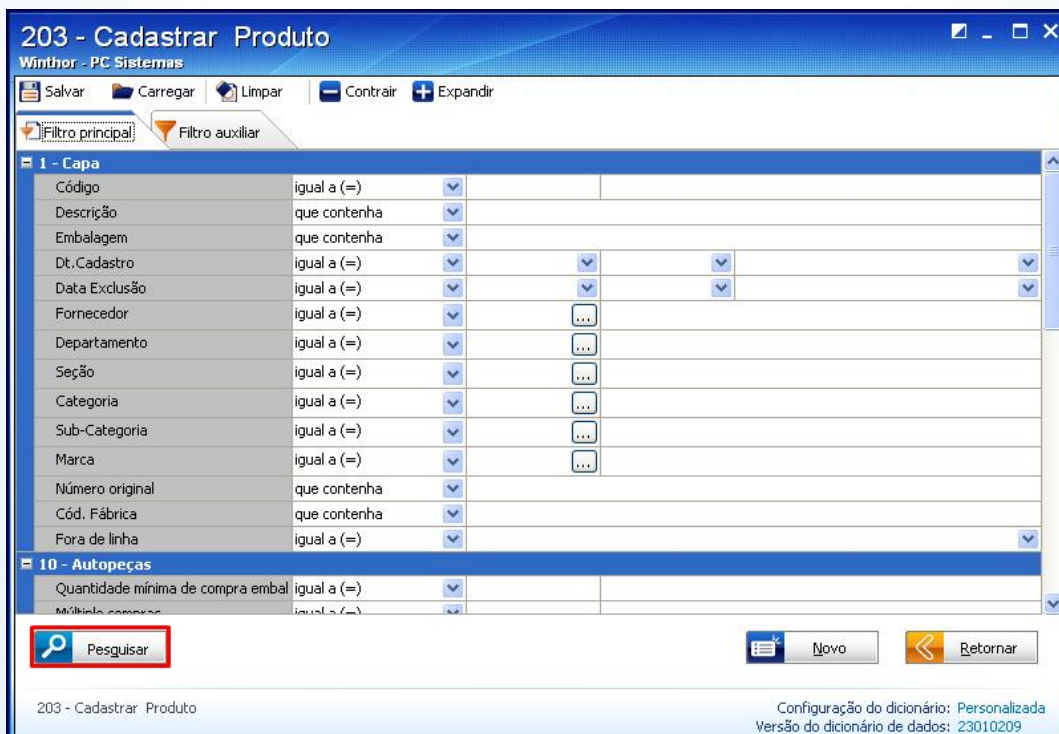 203 - Cadastrar Produto
Winthor - PC Sistemas
Salvar Carregar Limpar Contrair Expandir
Filtro principal Filtro auxiliar
1 - Capa
Código igual a (=)
Descrição que contenha
Embalagem que contenha
Dt.Cadastro igual a (=)
Data Exclusão igual a (=)
Fornecedor igual a (=) ...
Departamento igual a (=) ...
Seção igual a (=) ...
Categoria igual a (=) ...
Sub-Categoria igual a (=) ...
Marca igual a (=) ...
Número original que contenha
Cód. Fábrica que contenha
Fora de linha igual a (=)
10 - Autopeças
Quantidade mínima de compra embal igual a (=)
Múltiplo compras igual a (=)
Pesquisar Novo Retornar
203 - Cadastrar Produto Configuração do dicionário: Personalizada
Versão do dicionário de dados: 23010209